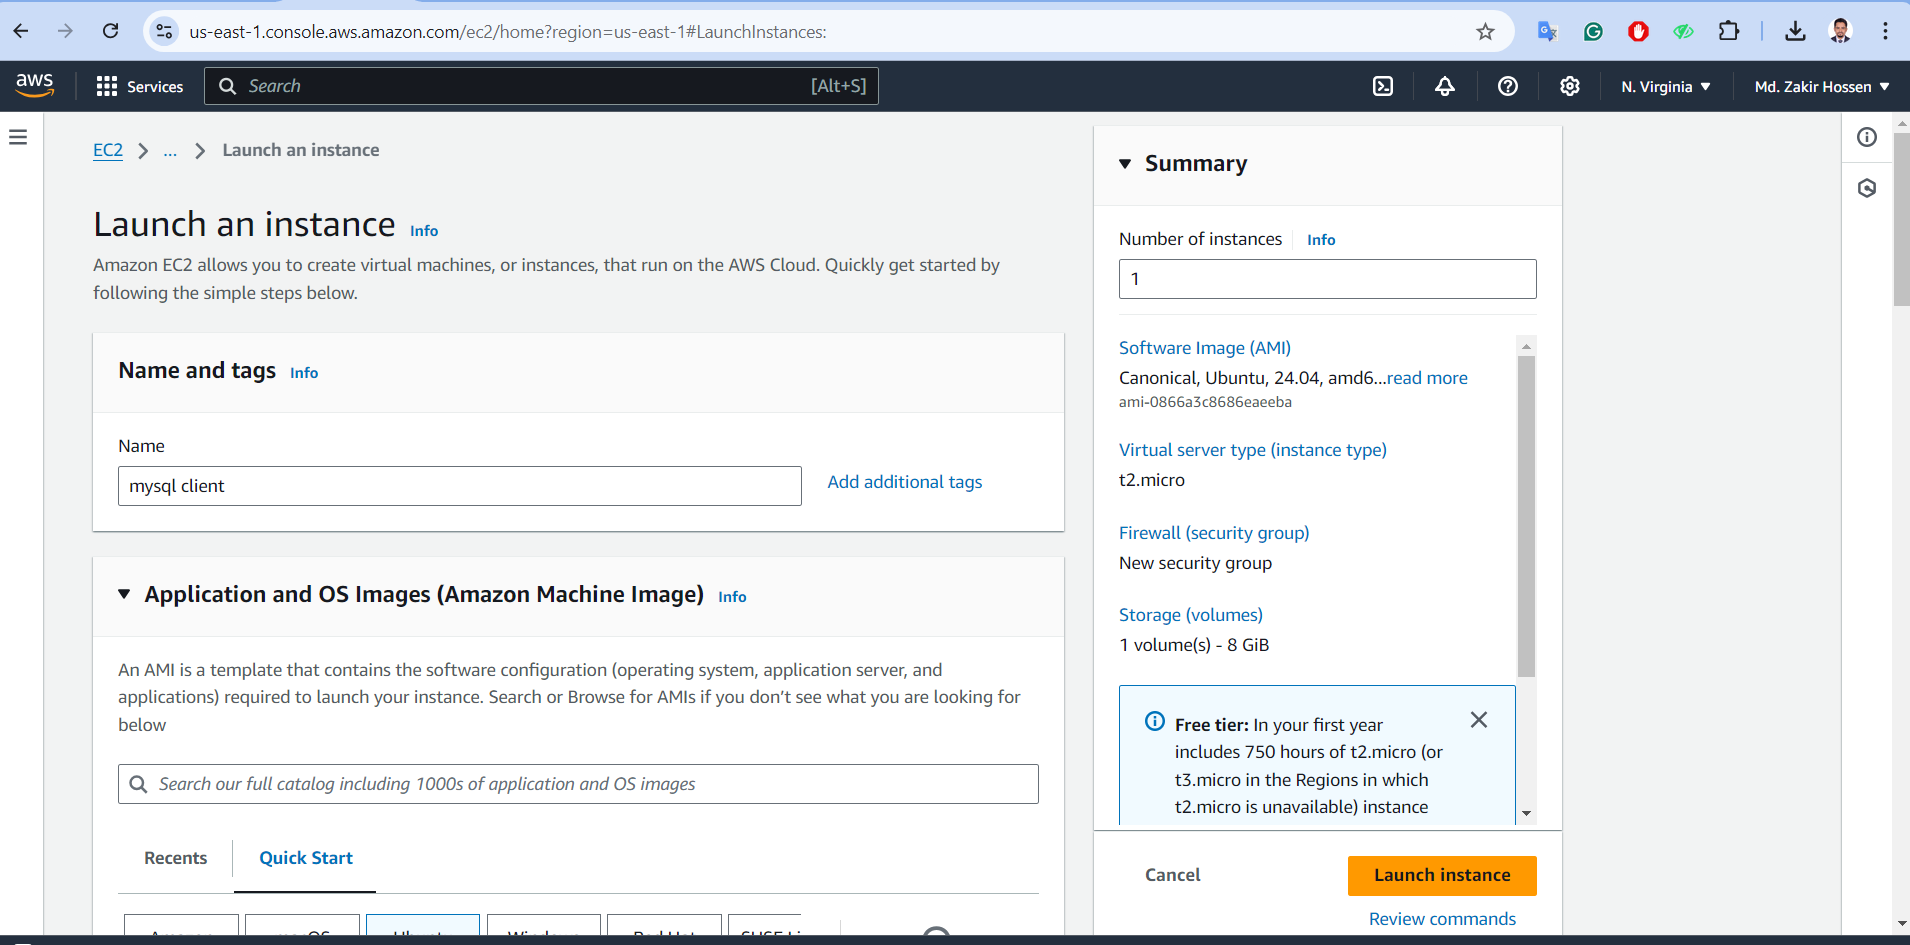 us-east-1.console.aws.amazon.com/ec2/home?region=us-east-1#LaunchInstances:
aws
Services
Search
[Alt+S]
N. Virginia
Md. Zakir Hossen
EC2
...
Launch an instance
Launch an instance Info
Amazon EC2 allows you to create virtual machines, or instances, that run on the AWS Cloud. Quickly get started by
following the simple steps below.
Name and tags Info
Name
mysql client
Add additional tags
Application and OS Images (Amazon Machine Image) Info
An AMI is a template that contains the software configuration (operating system, application server, and
applications) required to launch your instance. Search or Browse for AMIs if you don’t see what you are looking for
below
Search our full catalog including 1000s of application and OS images
Recents
Quick Start
Amazon
macOS
Ubuntu
Windows
Red Hat
SUSE Li
Summary
Number of instances Info
1
Software Image (AMI)
Canonical, Ubuntu, 24.04, amd6...read more
ami-0866a3c8686eaeeba
Virtual server type (instance type)
t2.micro
Firewall (security group)
New security group
Storage (volumes)
1 volume(s) - 8 GiB
Free tier: In your first year
includes 750 hours of t2.micro (or
t3.micro in the Regions in which
t2.micro is unavailable) instance
Cancel
Launch instance
Review commands